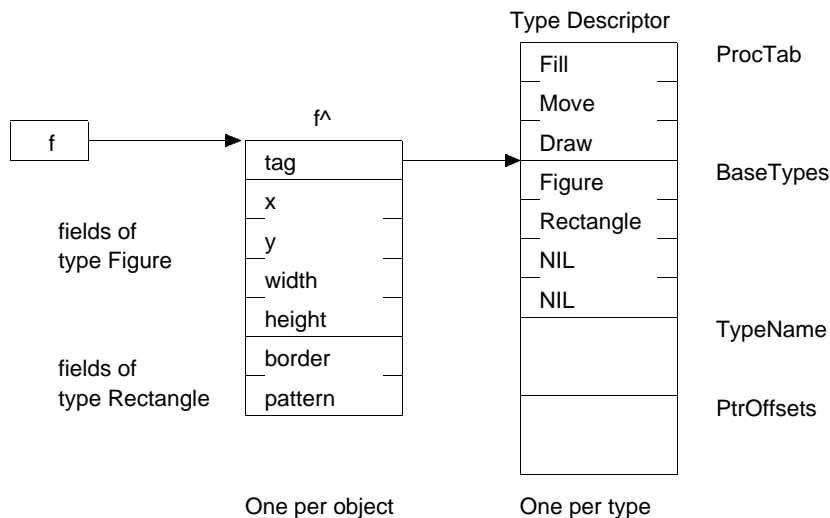 Type Descriptor
ProcTab
Fill
Move
f^
f
Draw
tag
BaseTypes
Figure
x
Rectangle
fields of
type Figure
y
NIL
width
NIL
height
TypeName
border
fields of
type Rectangle
pattern
PtrOffsets
One per object
One per type